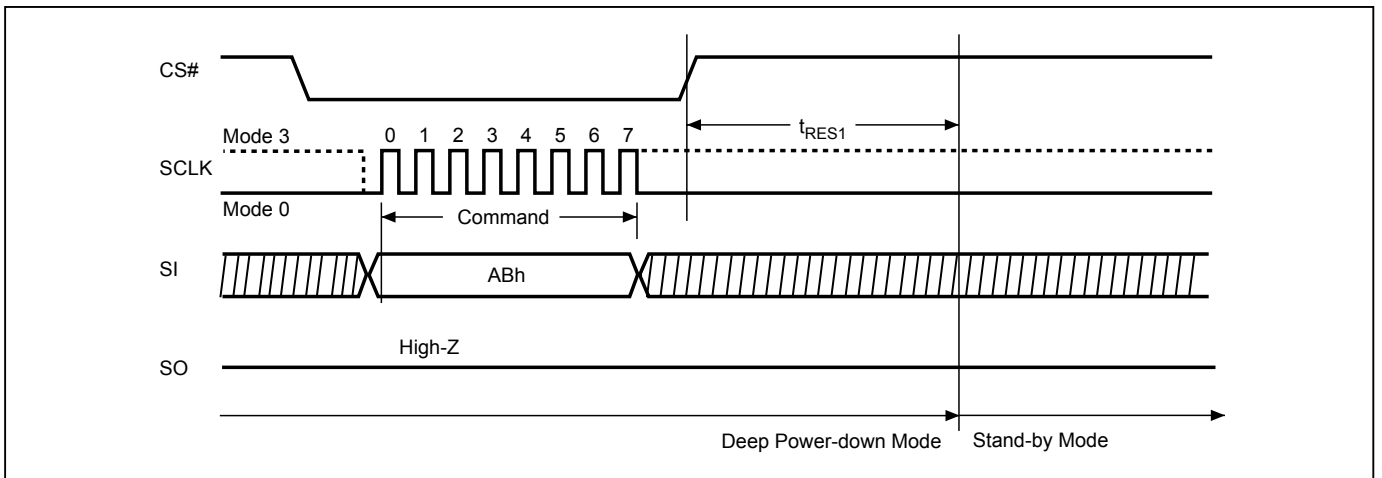 CS#
tRES1
Mode 3
0 1 2 3 4 5 6 7
SCLK
Mode 0
Command
SI
ABh
High-Z
SO
Deep Power-down Mode
Stand-by Mode